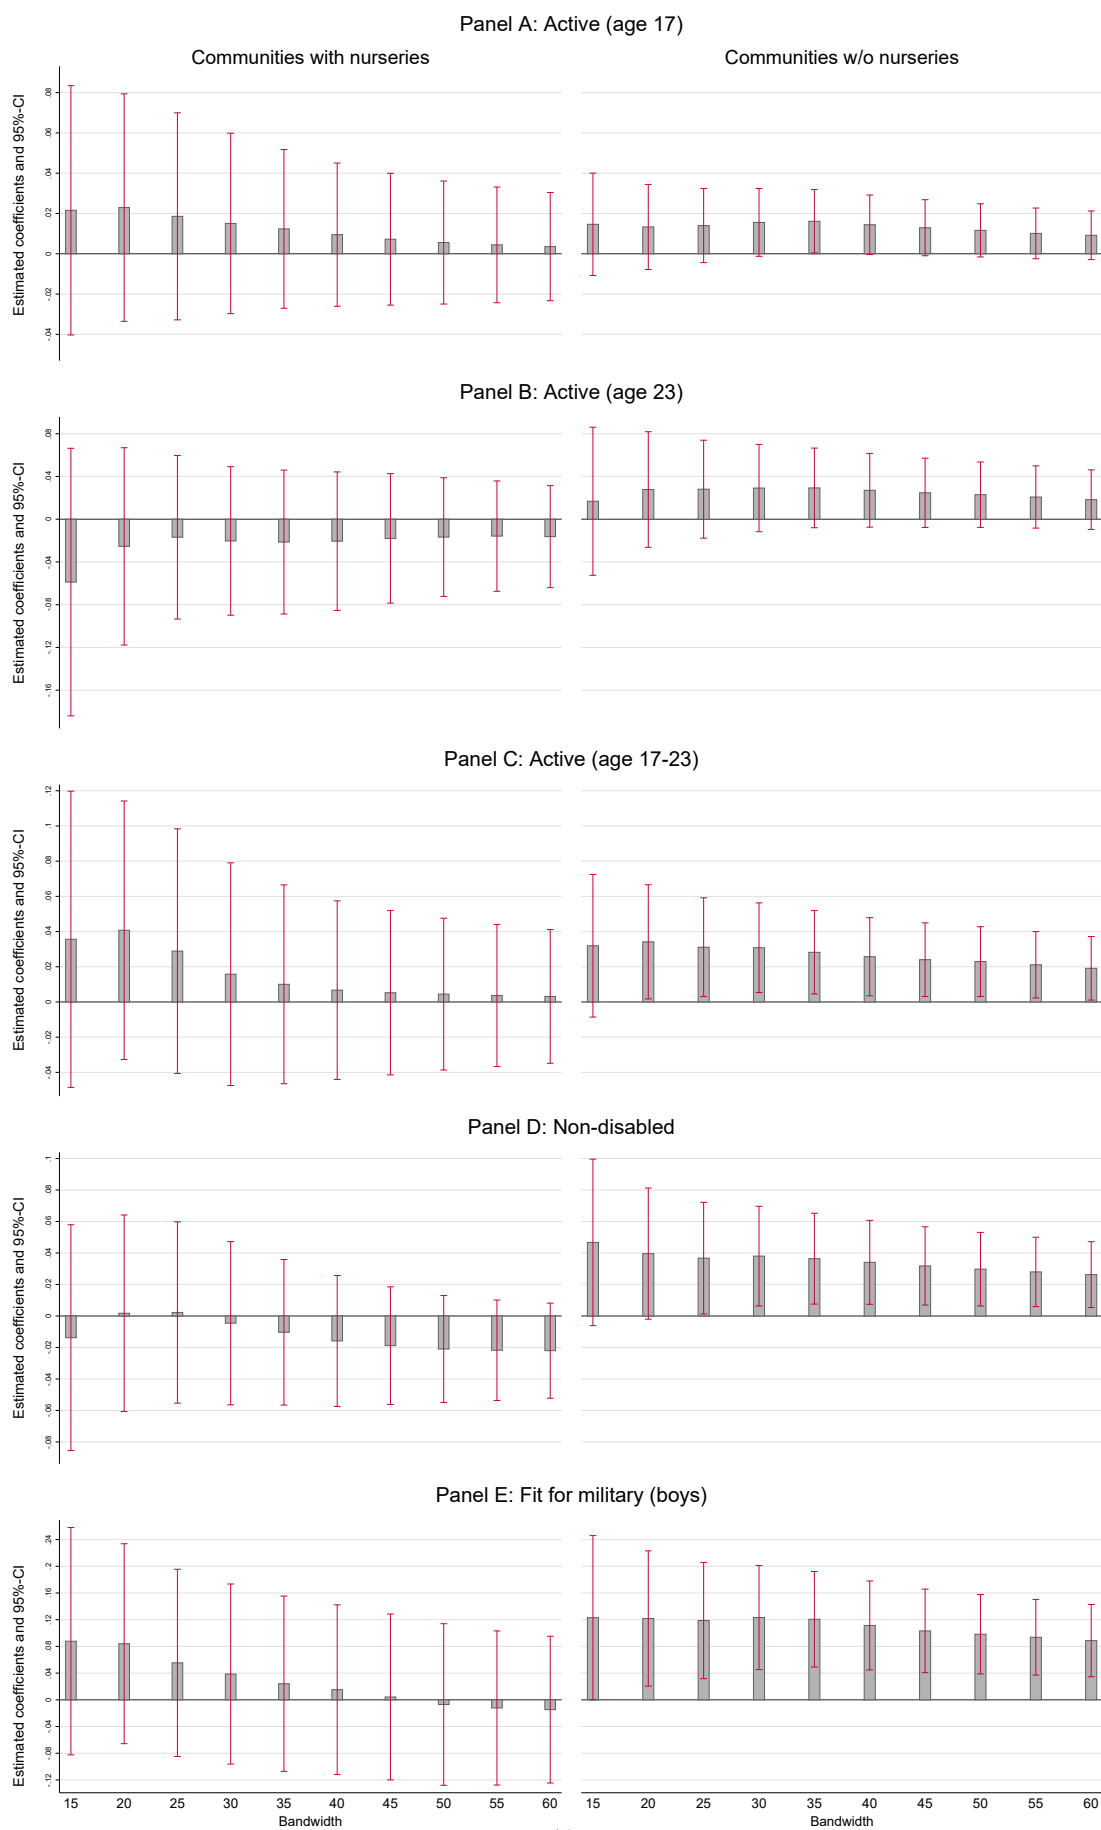 Panel A: Active (age 17)
Communities with nurseries
Communities w/o nurseries
Estimated coefficients and 95%-CI
.08
.06
.04
.02
0
-.02
-.04
Panel B: Active (age 23)
Estimated coefficients and 95%-CI
.08
.04
0
-.04
-.08
-.12
-.16
Panel C: Active (age 17-23)
Estimated coefficients and 95%-CI
.12
.1
.08
.06
.04
.02
0
-.02
-.04
Panel D: Non-disabled
Estimated coefficients and 95%-CI
.1
.08
.06
.04
.02
0
-.02
-.04
-.06
-.08
Panel E: Fit for military (boys)
Estimated coefficients and 95%-CI
.24
.2
.16
.12
.08
.04
0
-.04
-.08
-.12
15 20 25 30 35 40 45 50 55 60
Bandwidth
15 20 25 30 35 40 45 50 55 60
Bandwidth